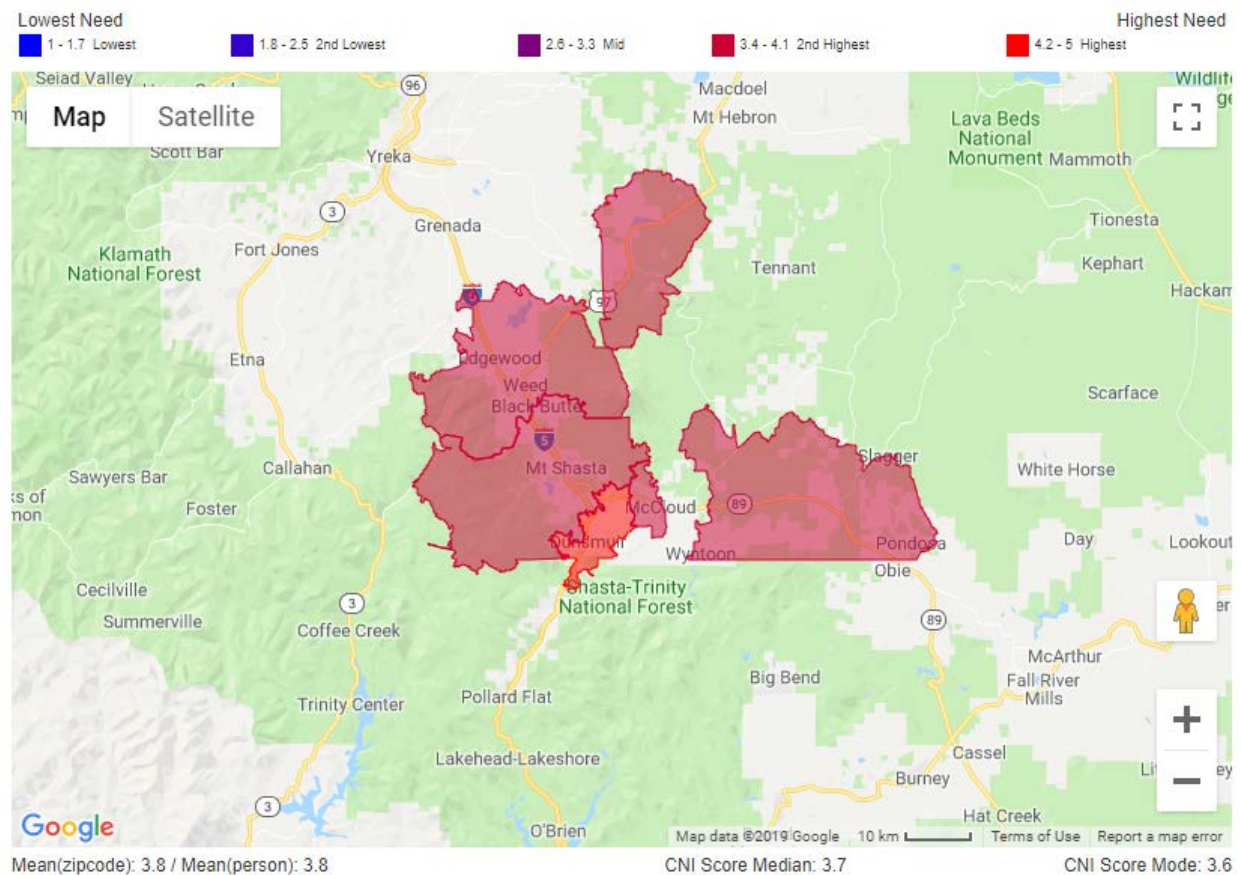 Lowest Need
Highest Need
1 - 1.7 Lowest
1.8 - 2.5 2nd Lowest
2.6 - 3.3 Mid
3.4 - 4.1 2nd Highest
4.2 - 5 Highest
Seiad Valley
96
Macdoel
Mt Hebron
Map
Satellite
Scott Bar
Yreka
Lava Beds
National
Monument
Mammoth
3
Grenada
Tionesta
Fort Jones
Klamath
National Forest
Tennant
Kephart
97
Etna
Edgewood
Weed
Black Butte
Scarface
5
Callahan
Mt Shasta
Slagger
White Horse
Sawyers Bar
Foster
McCloud
89
Dunsmuir
Wyntoon
Pondosa
Day
Lookout
Obie
Cecilville
Shasta-Trinity
National Forest
3
Summerville
Coffee Creek
89
McArthur
Big Bend
Fall River
Mills
Trinity Center
Pollard Flat
Lakehead-Lakeshore
Cassel
Burney
3
Hat Creek
Google
O'Brien
Map data ©2019 Google
10 km
Terms of Use
Report a map error
Mean(zipcode): 3.8 / Mean(person): 3.8
CNI Score Median: 3.7
CNI Score Mode: 3.6